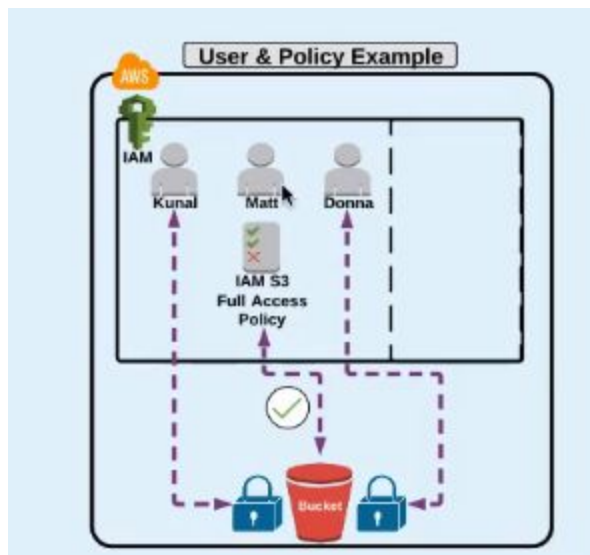 User & Policy Example
AWS
IAM
Kunal
Matt
Donna
IAM S3
Full Access
Policy
Bucket